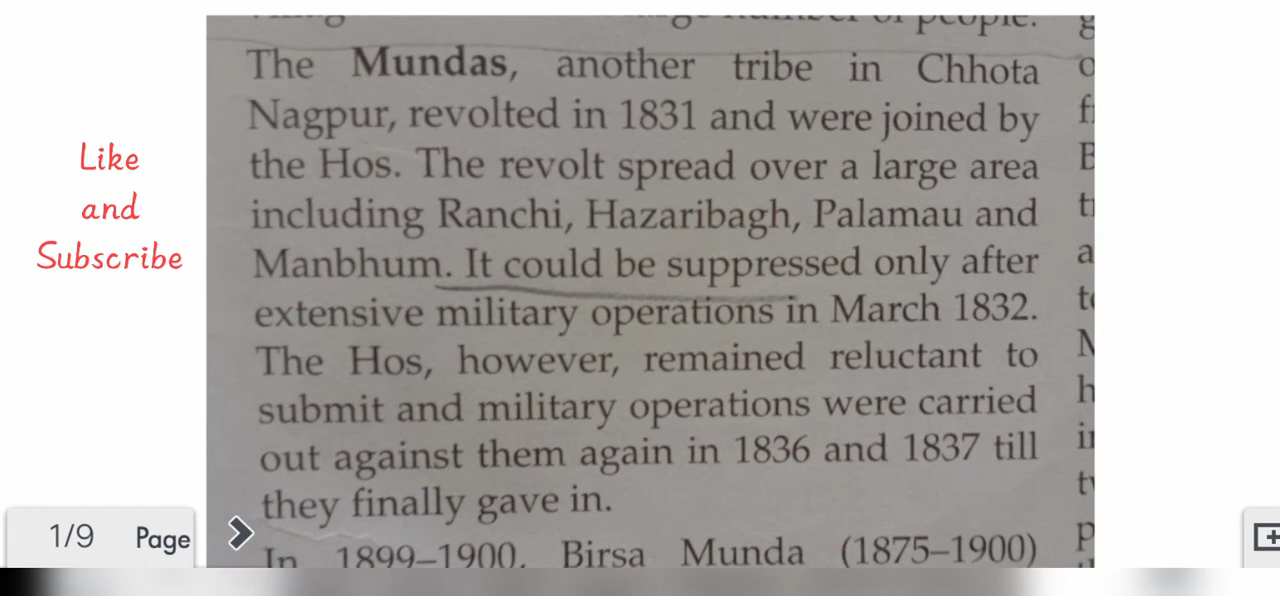 Like
and
Subscribe
of people.
The Mundas, another tribe in Chhota
Nagpur, revolted in 1831 and were joined by
the Hos. The revolt spread over a large area
including Ranchi, Hazaribagh, Palamau and
Manbhum. It could be suppressed only after
extensive military operations in March 1832.
The Hos, however, remained reluctant to
submit and military operations were carried
out against them again in 1836 and 1837 till
they finally gave in.
In 1899–1900, Birsa Munda (1875–1900)
1/9 Page